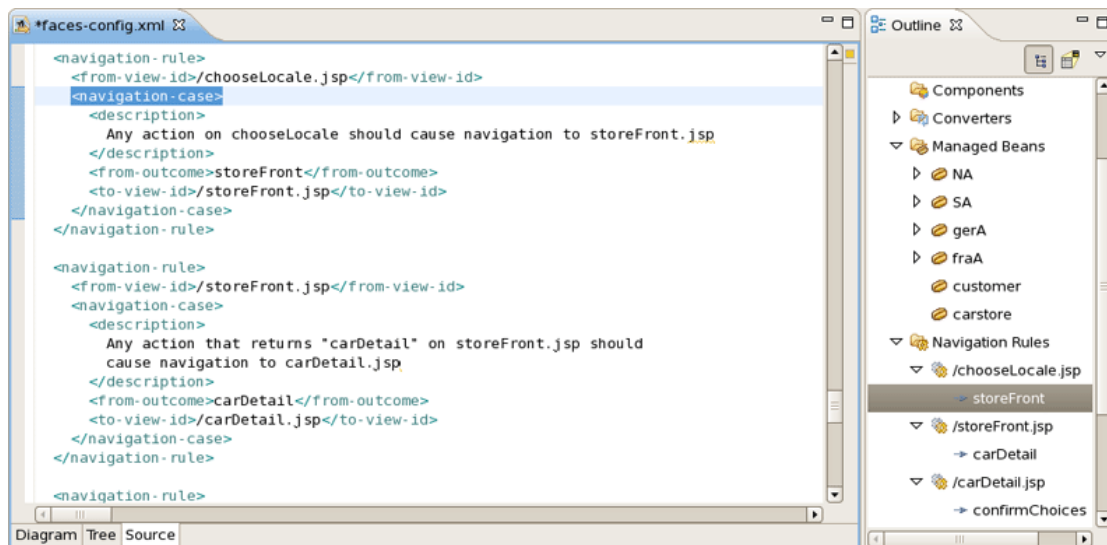 *faces-config.xml
<navigation-rule>
<from-view-id>/chooseLocale.jsp</from-view-id>
<navigation-case>
<description>
Any action on chooseLocale should cause navigation to storeFront.jsp
</description>
<from-outcome>storeFront</from-outcome>
<to-view-id>/storeFront.jsp</to-view-id>
</navigation-case>
</navigation-rule>
<navigation-rule>
<from-view-id>/storeFront.jsp</from-view-id>
<navigation-case>
<description>
Any action that returns "carDetail" on storeFront.jsp should
cause navigation to carDetail.jsp
</description>
<from-outcome>carDetail</from-outcome>
<to-view-id>/carDetail.jsp</to-view-id>
</navigation-case>
</navigation-rule>
<navigation-rule>
Diagram Tree Source
Outline
Components
Converters
Managed Beans
NA
SA
gerA
fraA
customer
carstore
Navigation Rules
/chooseLocale.jsp
storeFront
/storeFront.jsp
carDetail
/carDetail.jsp
confirmChoices